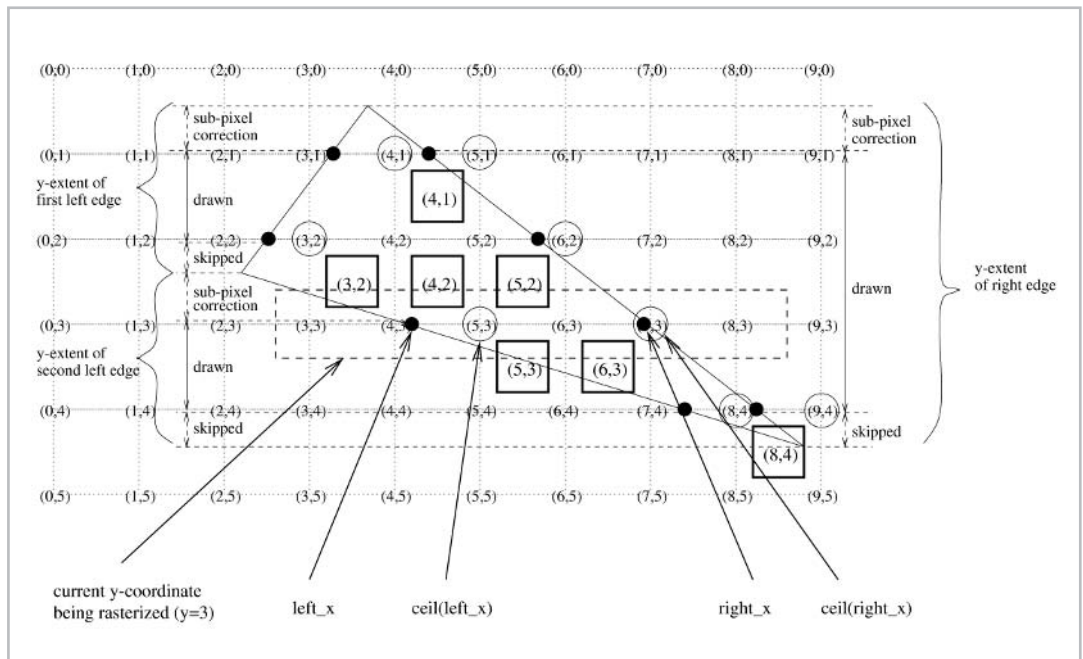 (0,0) (1,0) (2,0) (3,0) (4,0) (5,0) (6,0) (7,0) (8,0) (9,0)
sub-pixel
correction
sub-pixel
correction
(0,1) (1,1) (2,1) (3,1) (4,1) (5,1) (6,1) (7,1) (8,1) (9,1)
y-extent of
first left edge
drawn
(4,1)
(0,2) (1,2) (2,2) (3,2) (4,2) (5,2) (6,2) (7,2) (8,2) (9,2)
skipped
sub-pixel
correction
(3,2) (4,2) (5,2)
drawn
y-extent
of right edge
(0,3) (1,3) (2,3) (3,3) (4,3) (5,3) (6,3) (7,3) (8,3) (9,3)
y-extent of
second left edge
drawn
(5,3) (6,3)
(0,4) (1,4) (2,4) (3,4) (4,4) (5,4) (6,4) (7,4) (8,4) (9,4)
skipped
skipped
(8,4)
(0,5) (1,5) (2,5) (3,5) (4,5) (5,5) (6,5) (7,5) (8,5) (9,5)
current y-coordinate
being rasterized (y=3)
left_x
ceil(left_x)
right_x
ceil(right_x)